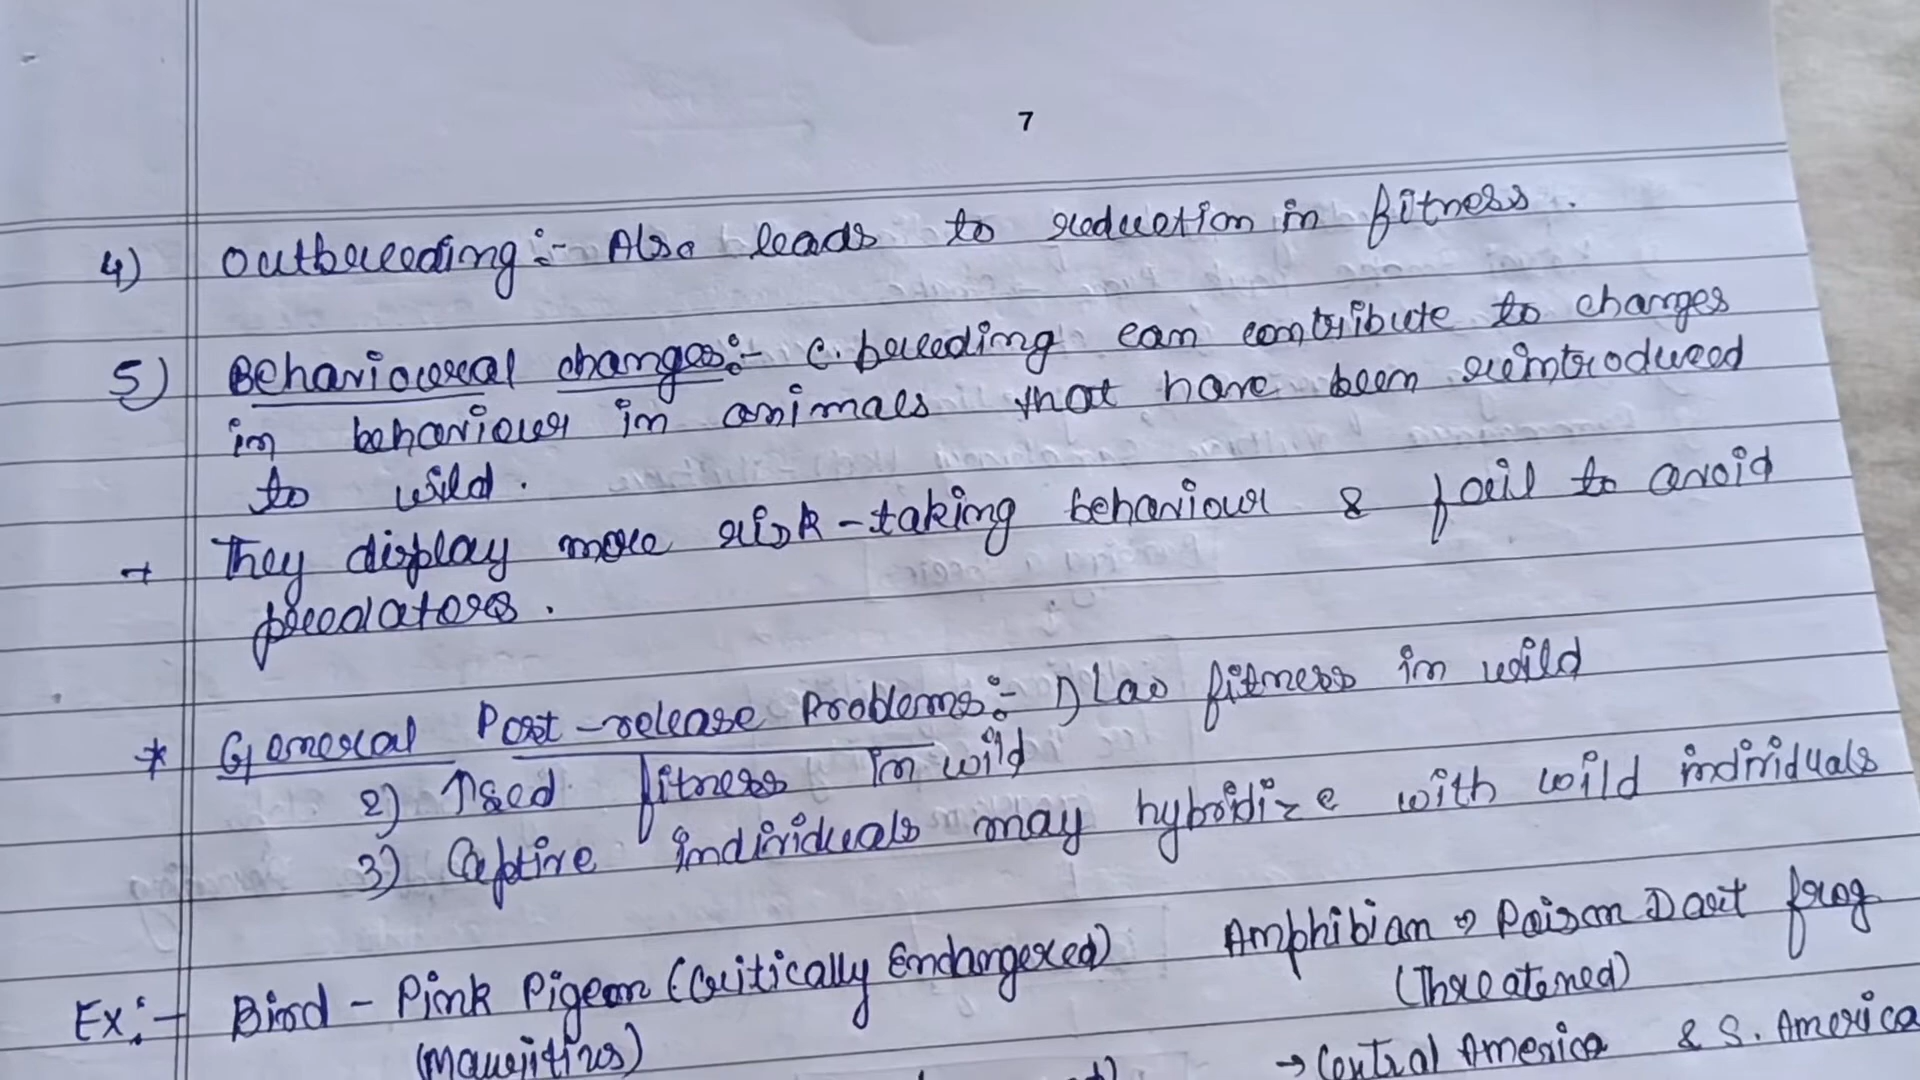 7
4) Outbreeding :- Also leads to reduction in fitness.
5) Behavioural changes :- C. breeding can contribute to changes
in behaviour in animals that have been reintroduced
to wild.
→ They display more risk-taking behaviour & fail to avoid
predators.
* General Post-release Problems :- 1) Less fitness in wild
2) ↑sed fitness in wild
3) Captive individuals may hybridize with wild individuals
Ex :- Bird - Pink Pigeon (Critically Endangered) Amphibian → Poison Dart frog
(Mauritius) (Threatened)
→ Central America & S. America